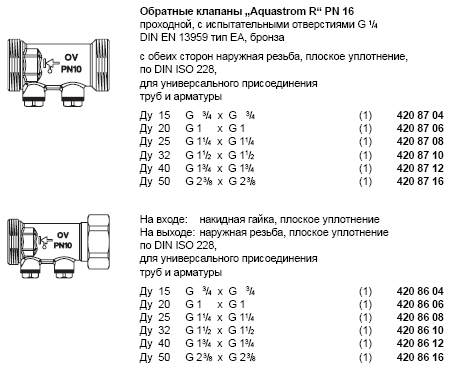 Обратные клапаны „Aquastrom R“ PN 16
проходной, с испытательными отверстиями G ¼
DIN EN 13959 тип EA, бронза
с обеих сторон наружная резьба, плоское уплотнение,
по DIN ISO 228,
для универсального присоединения
труб и арматуры
OV
PN10
Ду 15 G ¾ x G ¾ (1) 420 87 04
Ду 20 G 1 x G 1 (1) 420 87 06
Ду 25 G 1¼ x G 1¼ (1) 420 87 08
Ду 32 G 1½ x G 1½ (1) 420 87 10
Ду 40 G 1¾ x G 1¾ (1) 420 87 12
Ду 50 G 2⅜ x G 2⅜ (1) 420 87 16
На входе: накидная гайка, плоское уплотнение
На выходе: наружная резьба, плоское уплотнение
по DIN ISO 228,
для универсального присоединения
труб и арматуры
OV
PN10
Ду 15 G ¾ x G ¾ (1) 420 86 04
Ду 20 G 1 x G 1 (1) 420 86 06
Ду 25 G 1¼ x G 1¼ (1) 420 86 08
Ду 32 G 1½ x G 1½ (1) 420 86 10
Ду 40 G 1¾ x G 1¾ (1) 420 86 12
Ду 50 G 2⅜ x G 2⅜ (1) 420 86 16